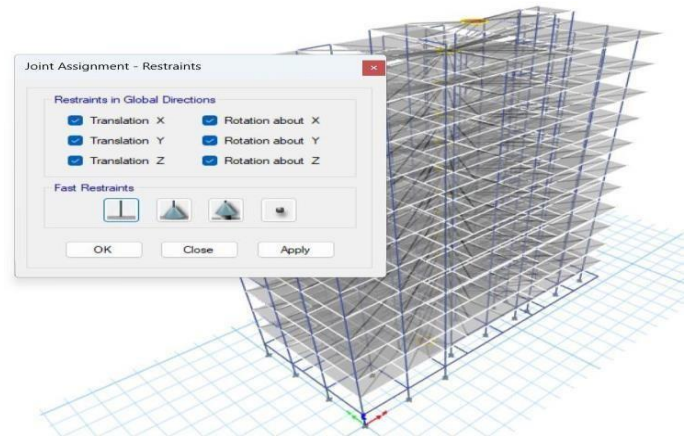 Joint Assignment - Restraints
Restraints in Global Directions
Translation X Rotation about X
Translation Y Rotation about Y
Translation Z Rotation about Z
Fast Restraints
OK Close Apply